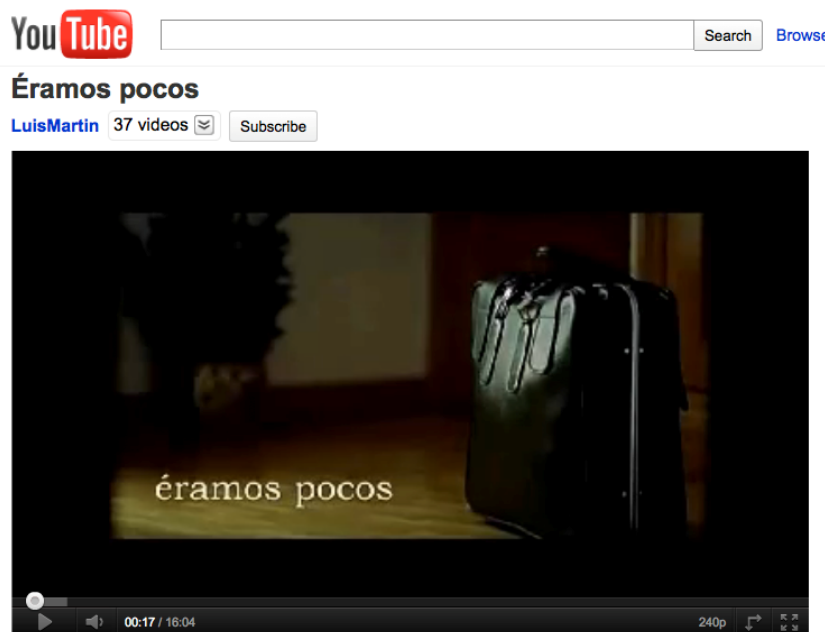 You Tube
Search Browse
Éramos pocos
LuisMartin 37 videos Subscribe
éramos pocos
00:17 / 16:04 240p